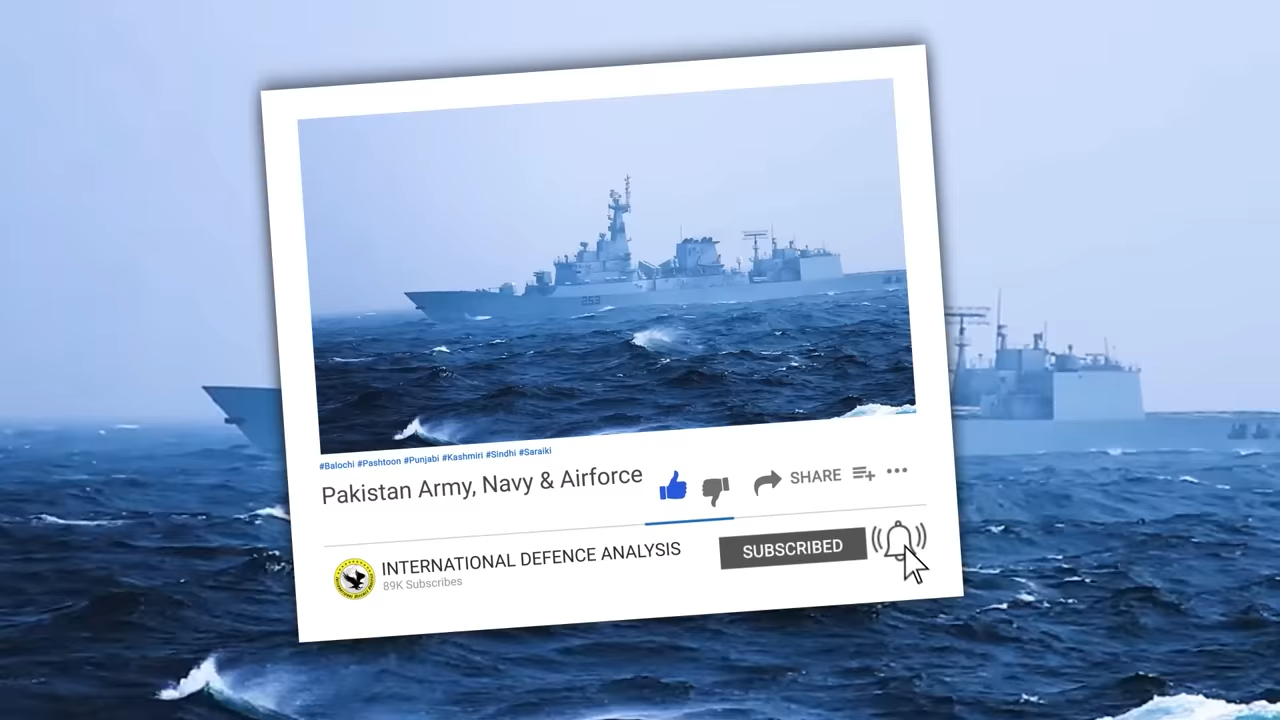 253
#Balochi #Pashtoon #Punjabi #Kashmiri #Sindhi #Saraiki
Pakistan Army, Navy & Airforce
SHARE
INTERNATIONAL DEFENCE ANALYSIS
89K Subscribes
SUBSCRIBED